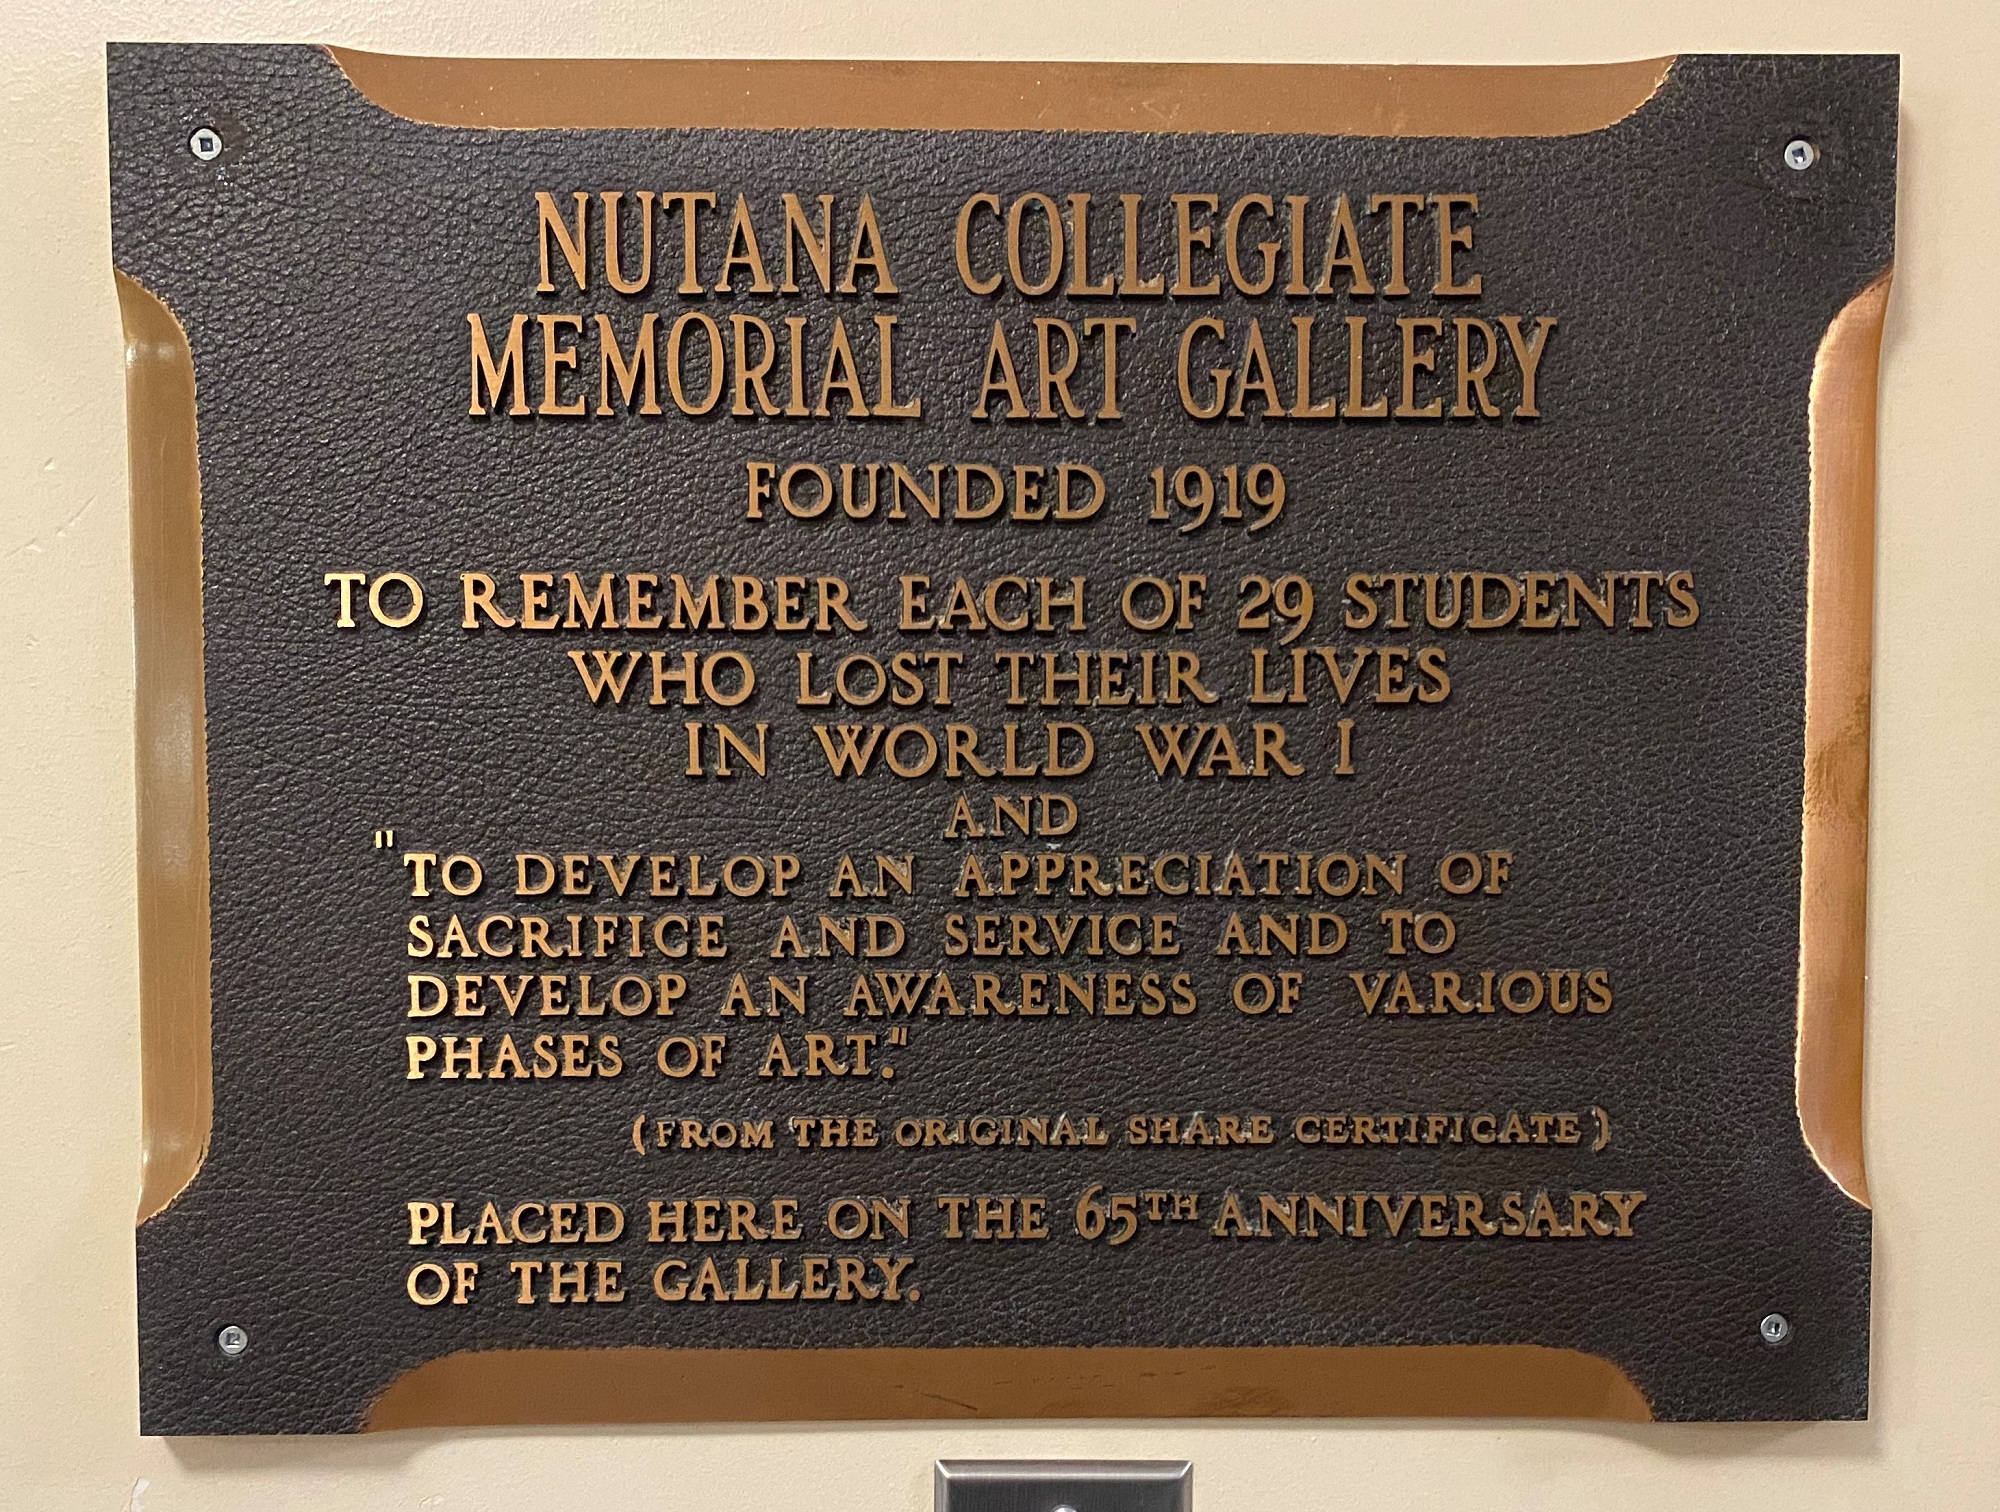 NUTANA COLLEGIATE
MEMORIAL ART GALLERY
FOUNDED 1919
TO REMEMBER EACH OF 29 STUDENTS
WHO LOST THEIR LIVES
IN WORLD WAR I
AND
"TO DEVELOP AN APPRECIATION OF
SACRIFICE AND SERVICE AND TO
DEVELOP AN AWARENESS OF VARIOUS
PHASES OF ART."
(FROM THE ORIGINAL SHARE CERTIFICATE)
PLACED HERE ON THE 65TH ANNIVERSARY
OF THE GALLERY.